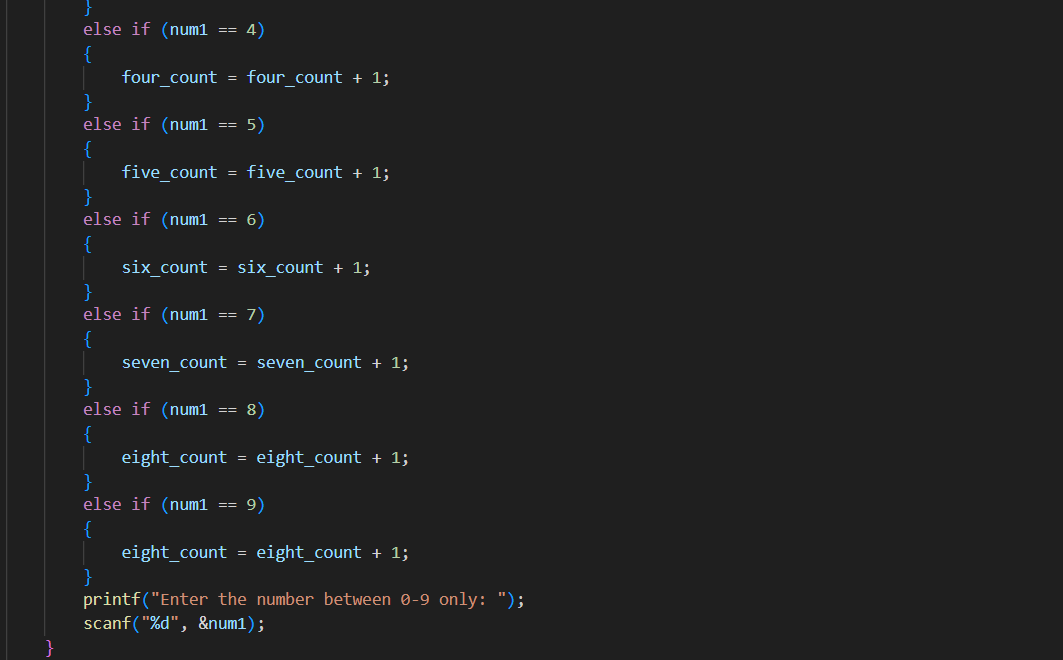 }
else if (num1 == 4)
{
four_count = four_count + 1;
}
else if (num1 == 5)
{
five_count = five_count + 1;
}
else if (num1 == 6)
{
six_count = six_count + 1;
}
else if (num1 == 7)
{
seven_count = seven_count + 1;
}
else if (num1 == 8)
{
eight_count = eight_count + 1;
}
else if (num1 == 9)
{
eight_count = eight_count + 1;
}
printf("Enter the number between 0-9 only: ");
scanf("%d", &num1);
}